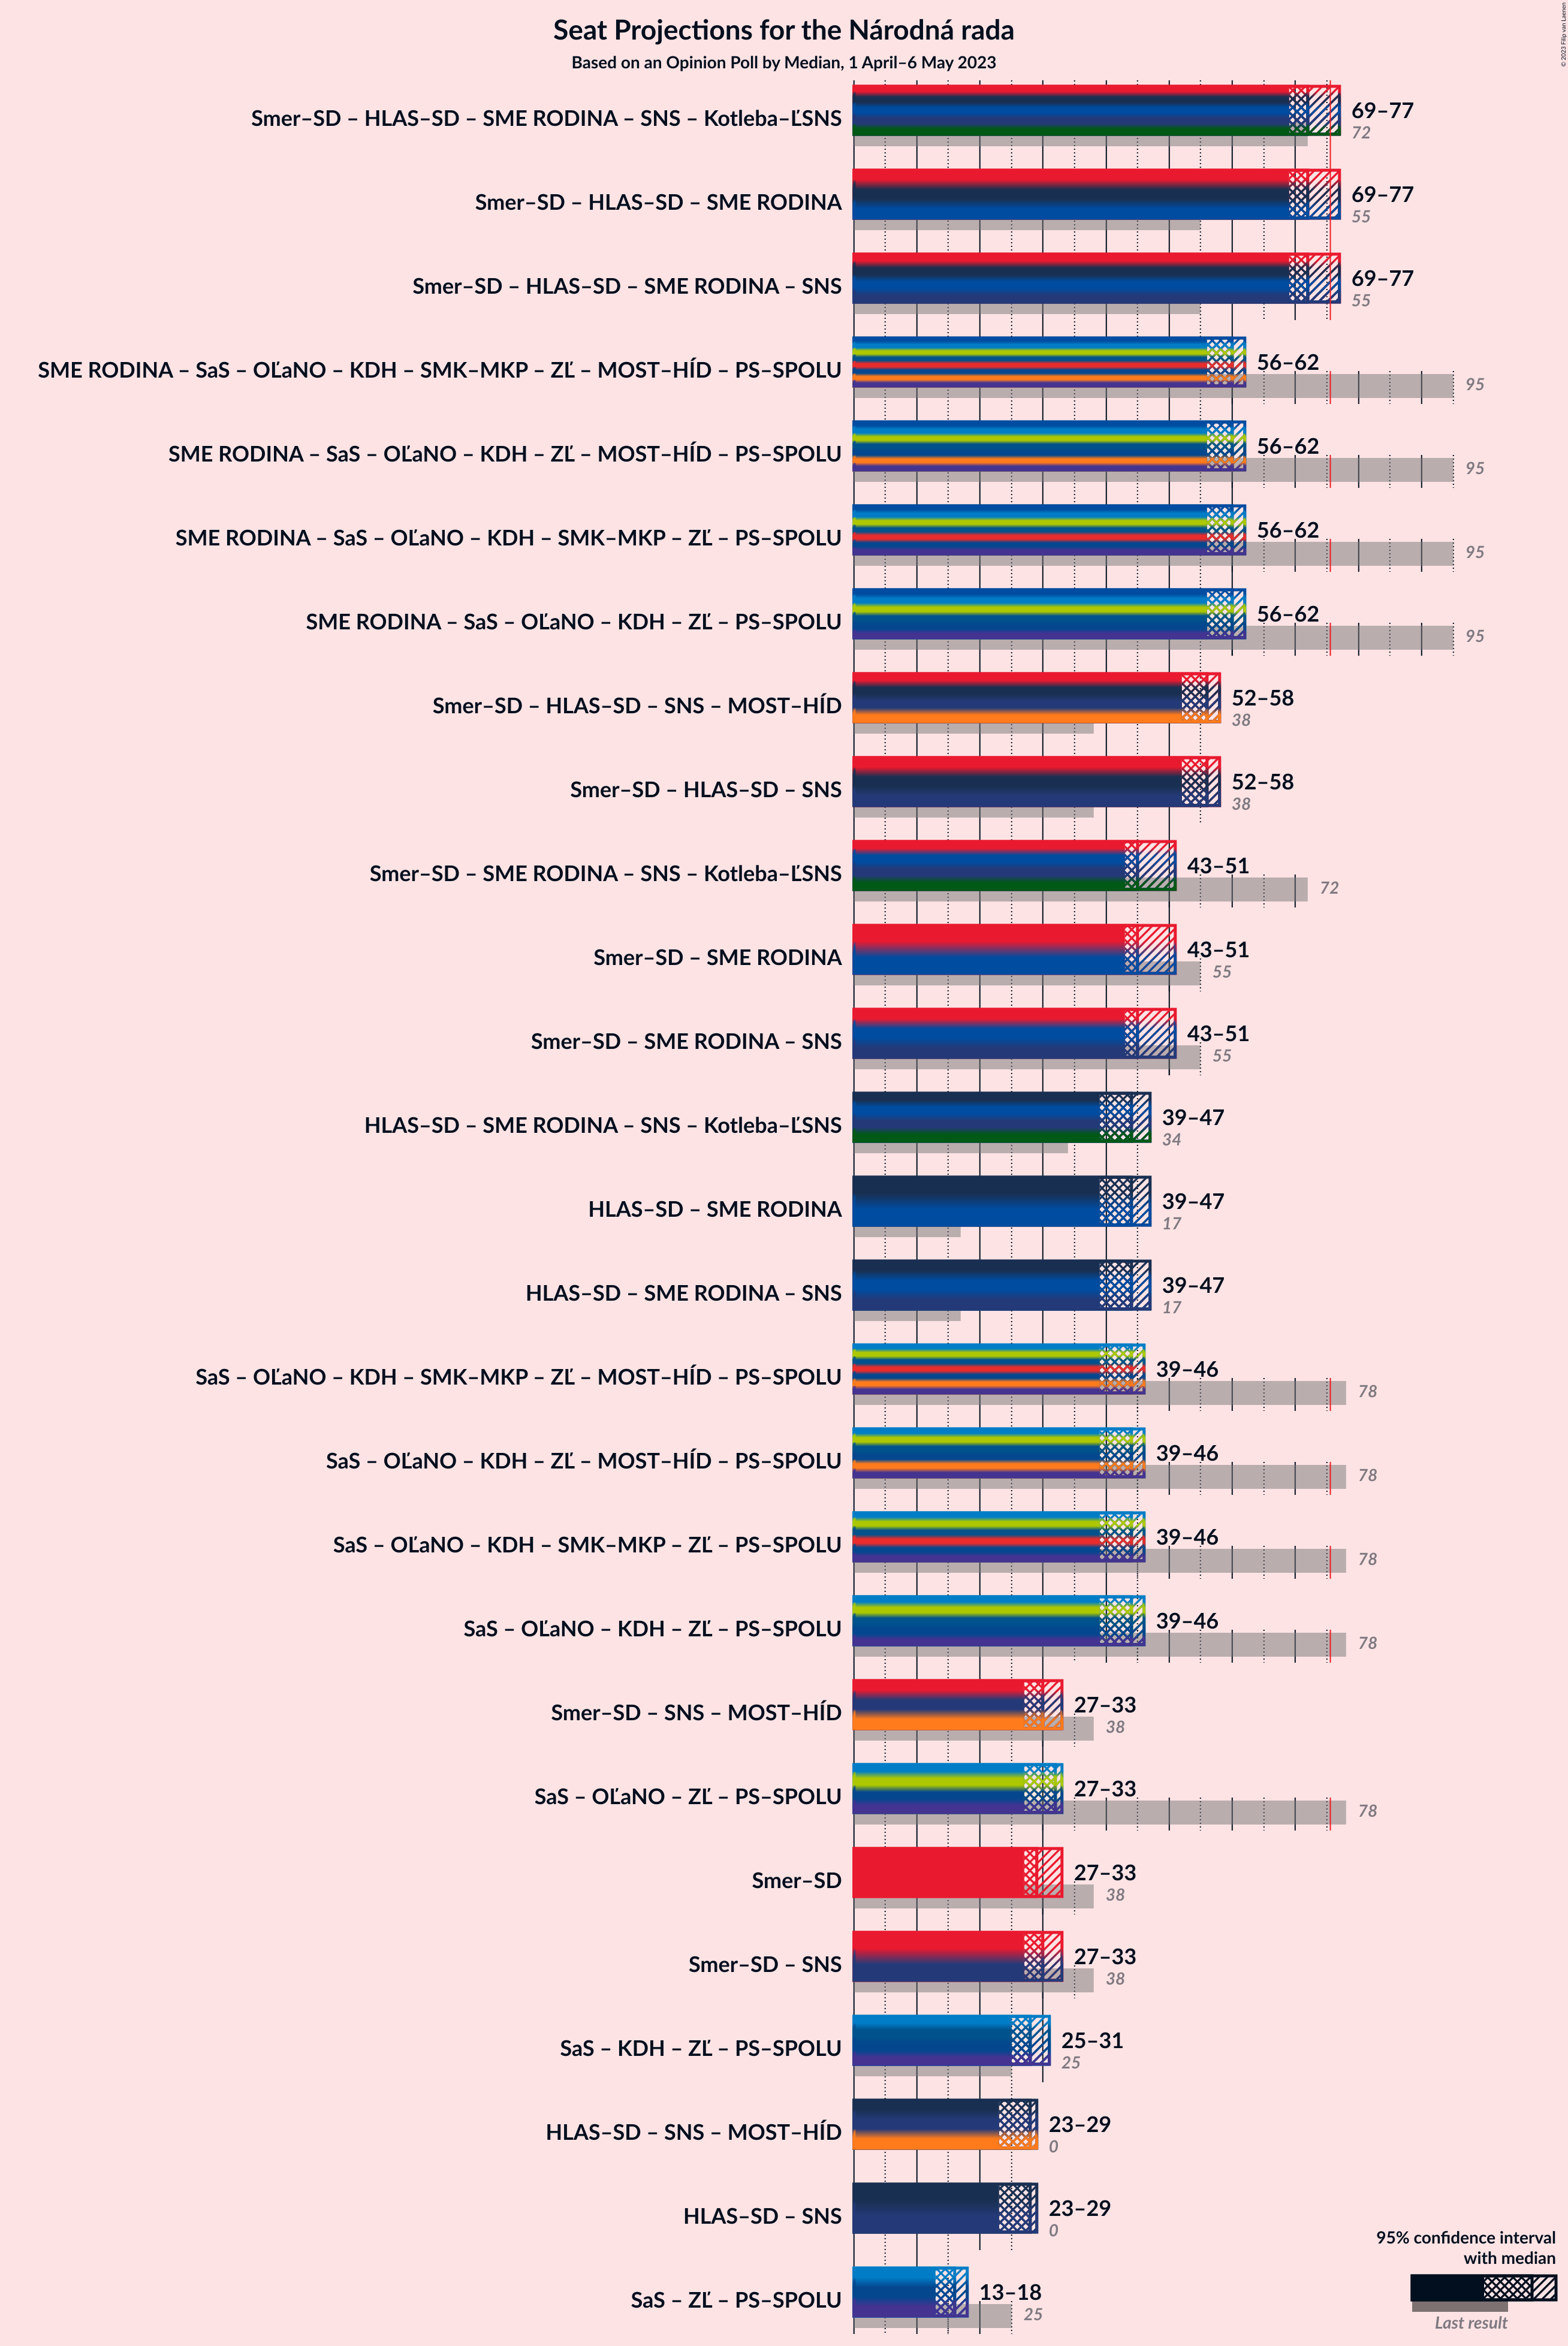 Seat Projections for the Národná rada
Based on an Opinion Poll by Median, 1 April–6 May 2023
© 2023 Filip van Laenen
Smer–SD – HLAS–SD – SME RODINA – SNS – Kotleba–ĽSNS
69–77
72
Smer–SD – HLAS–SD – SME RODINA
69–77
55
Smer–SD – HLAS–SD – SME RODINA – SNS
69–77
55
SME RODINA – SaS – OĽaNO – KDH – SMK–MKP – ZĽ – MOST–HÍD – PS–SPOLU
56–62
95
SME RODINA – SaS – OĽaNO – KDH – ZĽ – MOST–HÍD – PS–SPOLU
56–62
95
SME RODINA – SaS – OĽaNO – KDH – SMK–MKP – ZĽ – PS–SPOLU
56–62
95
SME RODINA – SaS – OĽaNO – KDH – ZĽ – PS–SPOLU
56–62
95
Smer–SD – HLAS–SD – SNS – MOST–HÍD
52–58
38
Smer–SD – HLAS–SD – SNS
52–58
38
Smer–SD – SME RODINA – SNS – Kotleba–ĽSNS
43–51
72
Smer–SD – SME RODINA
43–51
55
Smer–SD – SME RODINA – SNS
43–51
55
HLAS–SD – SME RODINA – SNS – Kotleba–ĽSNS
39–47
34
HLAS–SD – SME RODINA
39–47
17
HLAS–SD – SME RODINA – SNS
39–47
17
SaS – OĽaNO – KDH – SMK–MKP – ZĽ – MOST–HÍD – PS–SPOLU
39–46
78
SaS – OĽaNO – KDH – ZĽ – MOST–HÍD – PS–SPOLU
39–46
78
SaS – OĽaNO – KDH – SMK–MKP – ZĽ – PS–SPOLU
39–46
78
SaS – OĽaNO – KDH – ZĽ – PS–SPOLU
39–46
78
Smer–SD – SNS – MOST–HÍD
27–33
38
SaS – OĽaNO – ZĽ – PS–SPOLU
27–33
78
Smer–SD
27–33
38
Smer–SD – SNS
27–33
38
SaS – KDH – ZĽ – PS–SPOLU
25–31
25
HLAS–SD – SNS – MOST–HÍD
23–29
0
HLAS–SD – SNS
23–29
0
SaS – ZĽ – PS–SPOLU
13–18
25
95% confidence interval
with median
Last result